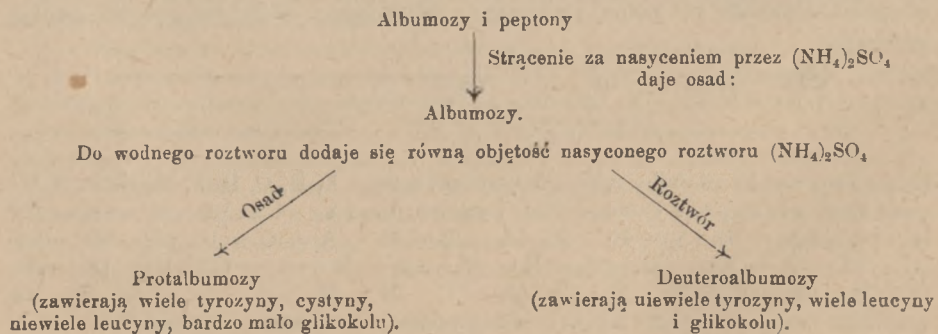 Albumozy i peptony
Strącenie za nasyceniem przez (NH₄)₂SO₄
daje osad:
Albumozy.
Do wodnego roztworu dodaje się równą objętość nasyconego roztworu (NH₄)₂SO₄
Osad
Roztwór
Protalbumozy
(zawierają wiele tyrozyny, cystyny,
niewiele leucyny, bardzo mało glikokolu).
Deuteroalbumozy
(zawierają uiewiele tyrozyny, wiele leucyny
i glikokolu).